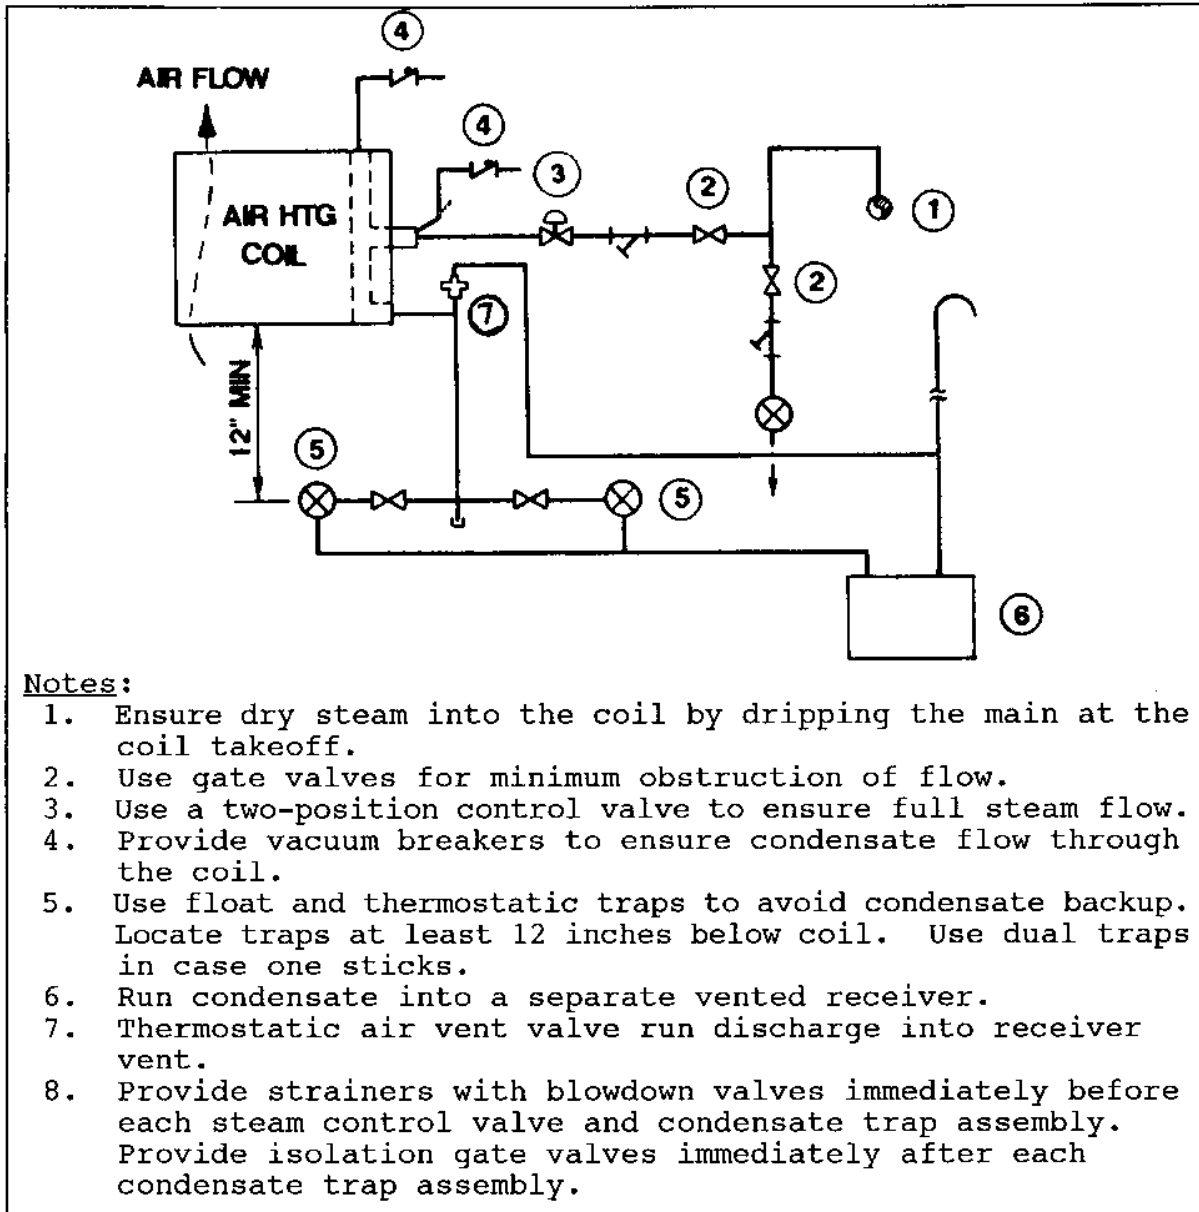 4
AIR FLOW
4
3
2
1
AIR HTG
COIL
2
7
12" MIN
5
5
6
Notes:
1. Ensure dry steam into the coil by dripping the main at the
coil takeoff.
2. Use gate valves for minimum obstruction of flow.
3. Use a two-position control valve to ensure full steam flow.
4. Provide vacuum breakers to ensure condensate flow through
the coil.
5. Use float and thermostatic traps to avoid condensate backup.
Locate traps at least 12 inches below coil. Use dual traps
in case one sticks.
6. Run condensate into a separate vented receiver.
7. Thermostatic air vent valve run discharge into receiver
vent.
8. Provide strainers with blowdown valves immediately before
each steam control valve and condensate trap assembly.
Provide isolation gate valves immediately after each
condensate trap assembly.